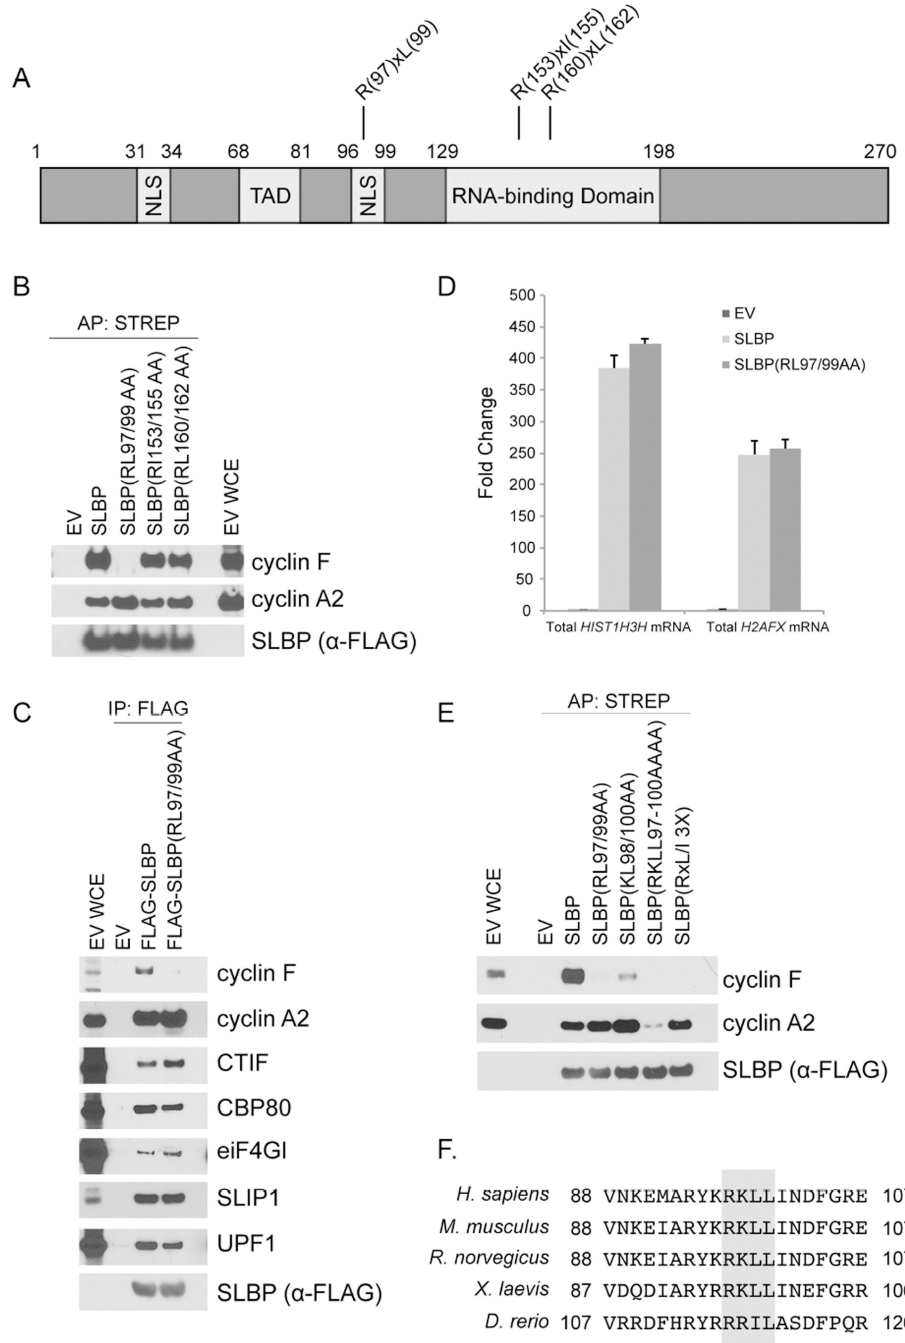 A
R(97)xL(99)
R(153)xI(155)
R(160)xL(162)
1 31 34 68 81 96 99 129 198 270
NLS TAD NLS RNA-binding Domain
B
AP: STREP
EV
SLBP
SLBP(RL97/99 AA)
SLBP(RI153/155 AA)
SLBP(RL160/162 AA)
EV WCE
cyclin F
cyclin A2
SLBP (α-FLAG)
D
Fold Change
500
450
400
350
300
250
200
150
100
50
0
EV
SLBP
SLBP(RL97/99AA)
Total HIST1H3H mRNA Total H2AFX mRNA
C
IP: FLAG
EV WCE
EV
FLAG-SLBP
FLAG-SLBP(RL97/99AA)
cyclin F
cyclin A2
CTIF
CBP80
eiF4GI
SLIP1
UPF1
SLBP (α-FLAG)
E
AP: STREP
EV WCE
EV
SLBP
SLBP(RL97/99AA)
SLBP(KL98/100AA)
SLBP(RKLL97-100AAAA)
SLBP(RxL/I 3X)
cyclin F
cyclin A2
SLBP (α-FLAG)
F.
H. sapiens 88 VNKEMARYKRKLLINDFGRE
M. musculus 88 VNKEIARYKRKLLINDFGRE
R. norvegicus 88 VNKEIARYKRKLLINDFGRE
X. laevis 87 VDQDIARYRRKLLINEFGRR
D. rerio 107 VRRDFHRYRRRILASDFPQR